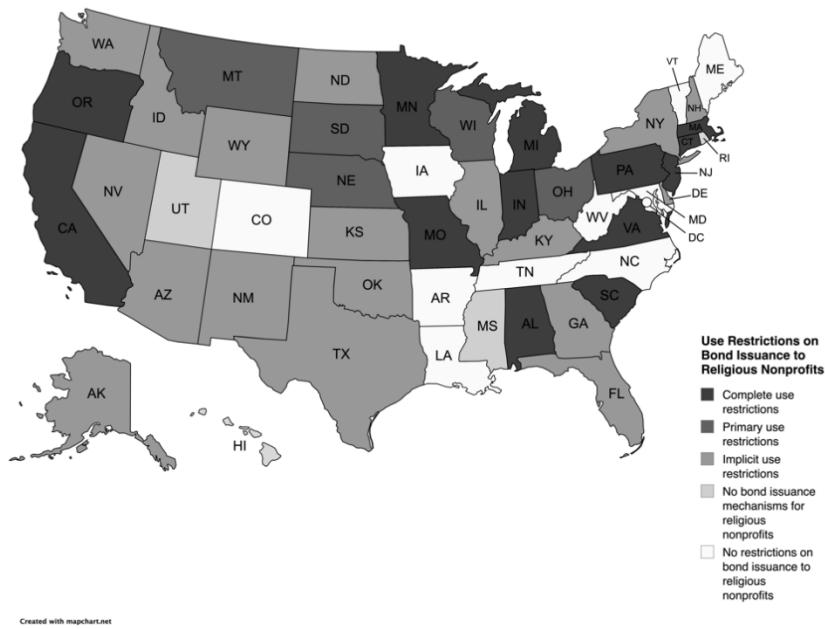 WA
MT
ND
MN
OR
ID
SD
WI
MI
WY
NE
IA
NV
UT
CO
KS
MO
IL
IN
OH
KY
WV
VA
PA
NY
VT
ME
NH
MA
CT
RI
NJ
DE
MD
DC
CA
AZ
NM
OK
TX
AR
LA
TN
NC
SC
MS
AL
GA
FL
AK
HI
Use Restrictions on
Bond Issuance to
Religious Nonprofits
Complete use
restrictions
Primary use
restrictions
Implicit use
restrictions
No bond issuance
mechanisms for
religious
nonprofits
No restrictions on
bond issuance to
religious
nonprofits
Created with mapchart.net